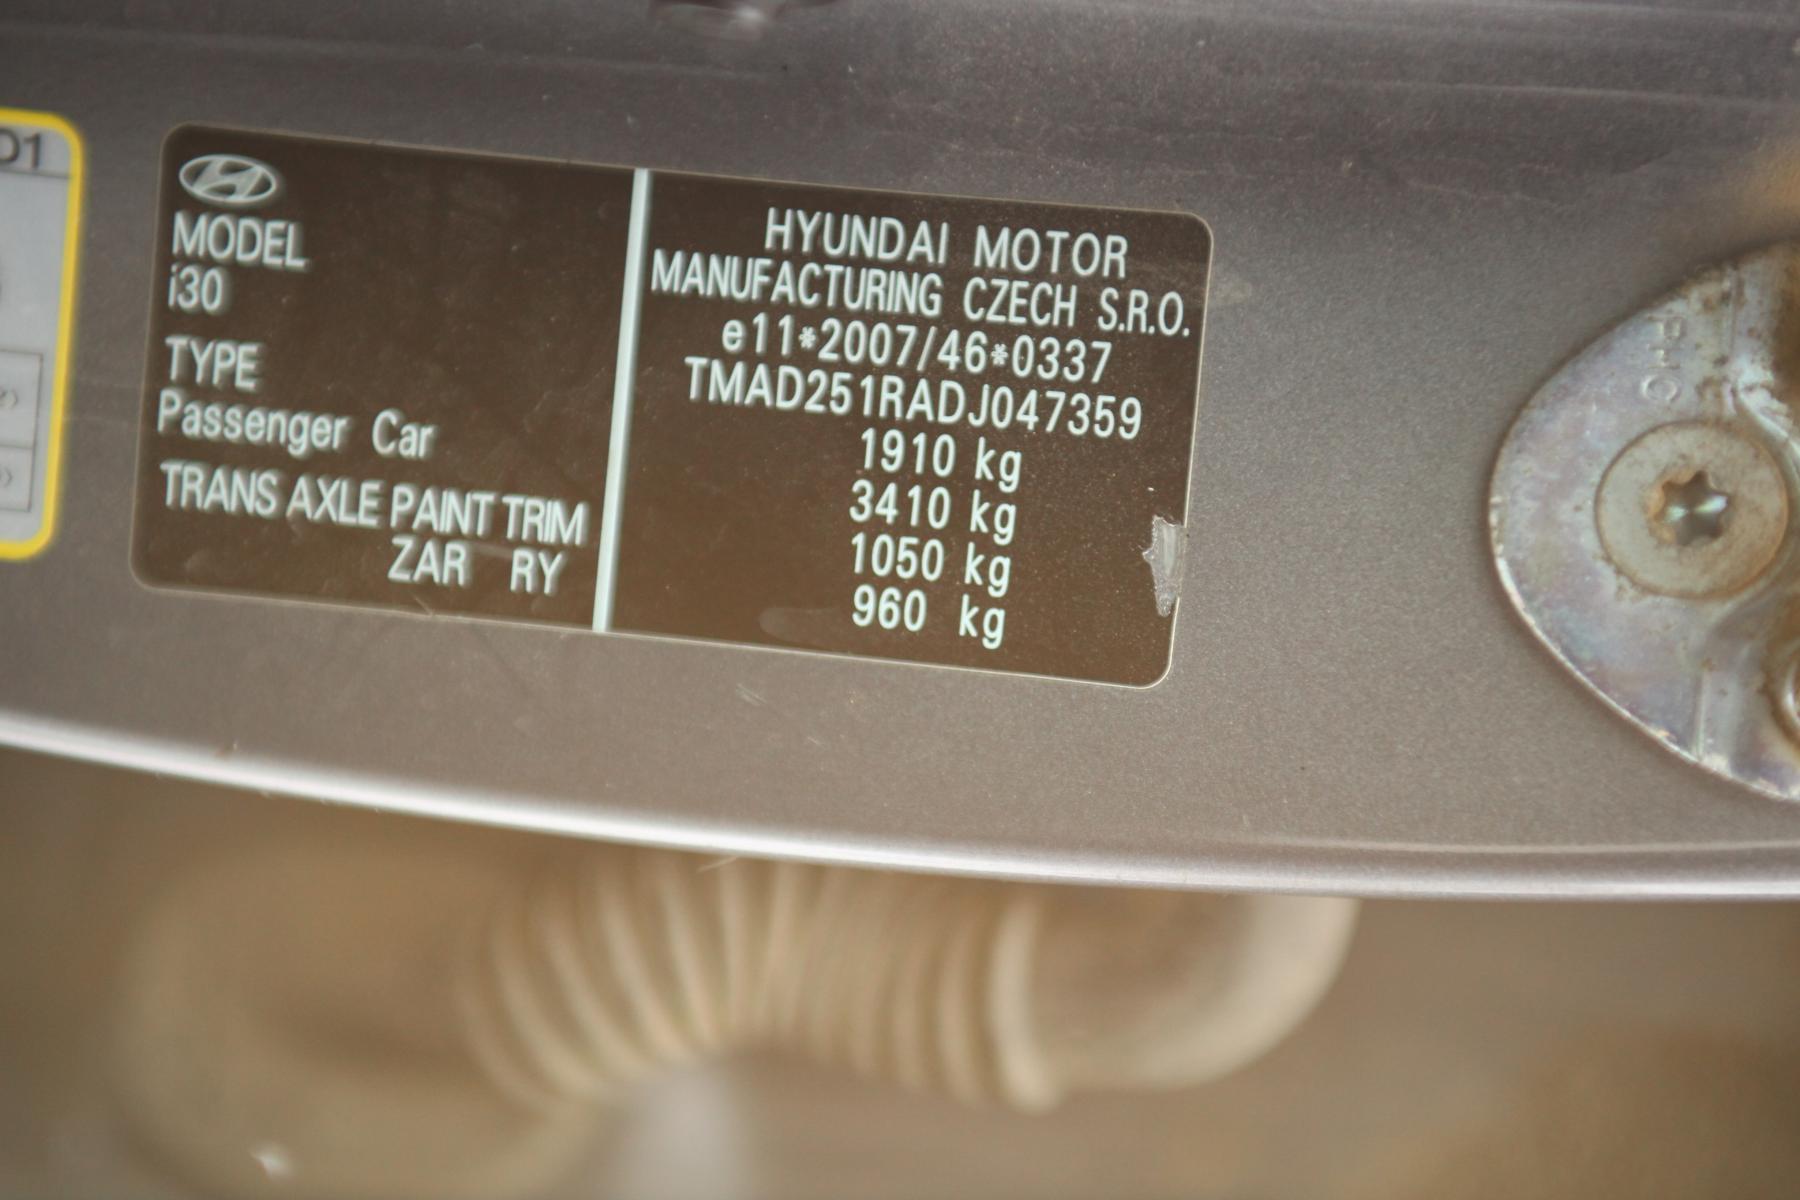 O1
MODEL
i30
TYPE
Passenger Car
TRANS AXLE PAINT TRIM
ZAR RY
HYUNDAI MOTOR
MANUFACTURING CZECH S.R.O.
e11*2007/46*0337
TMAD251RADJ047359
1910 kg
3410 kg
1050 kg
960 kg